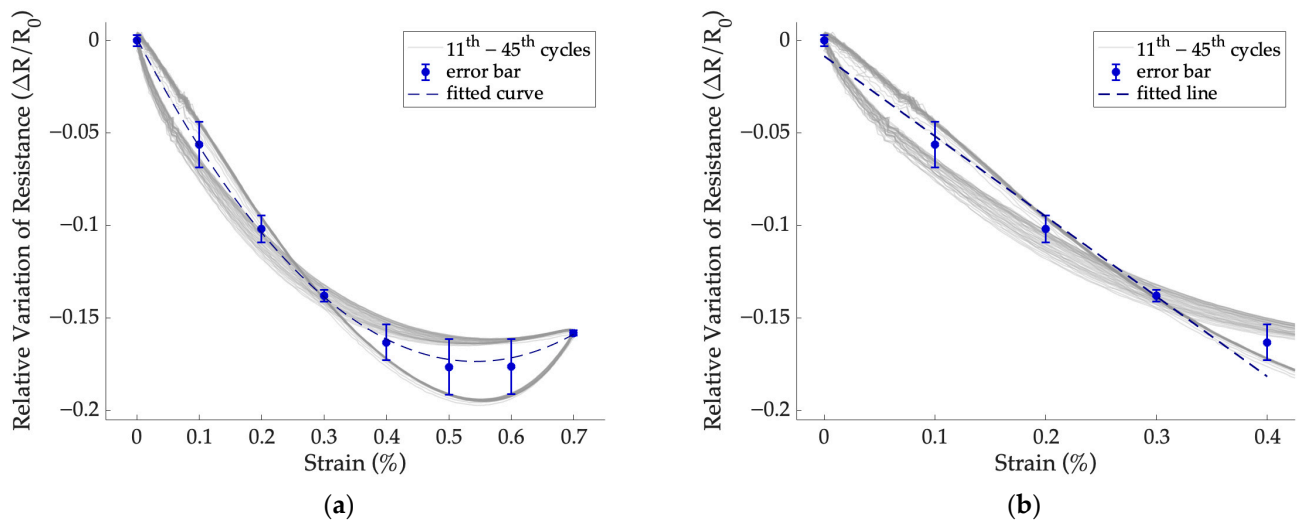 Relative Variation of Resistance (ΔR/R₀)
0
−0.05
−0.1
−0.15
−0.2
11ᵗʰ – 45ᵗʰ cycles
error bar
fitted curve
0 0.1 0.2 0.3 0.4 0.5 0.6 0.7
Strain (%)
(a)
Relative Variation of Resistance (ΔR/R₀)
0
−0.05
−0.1
−0.15
−0.2
11ᵗʰ – 45ᵗʰ cycles
error bar
fitted line
0 0.1 0.2 0.3 0.4
Strain (%)
(b)